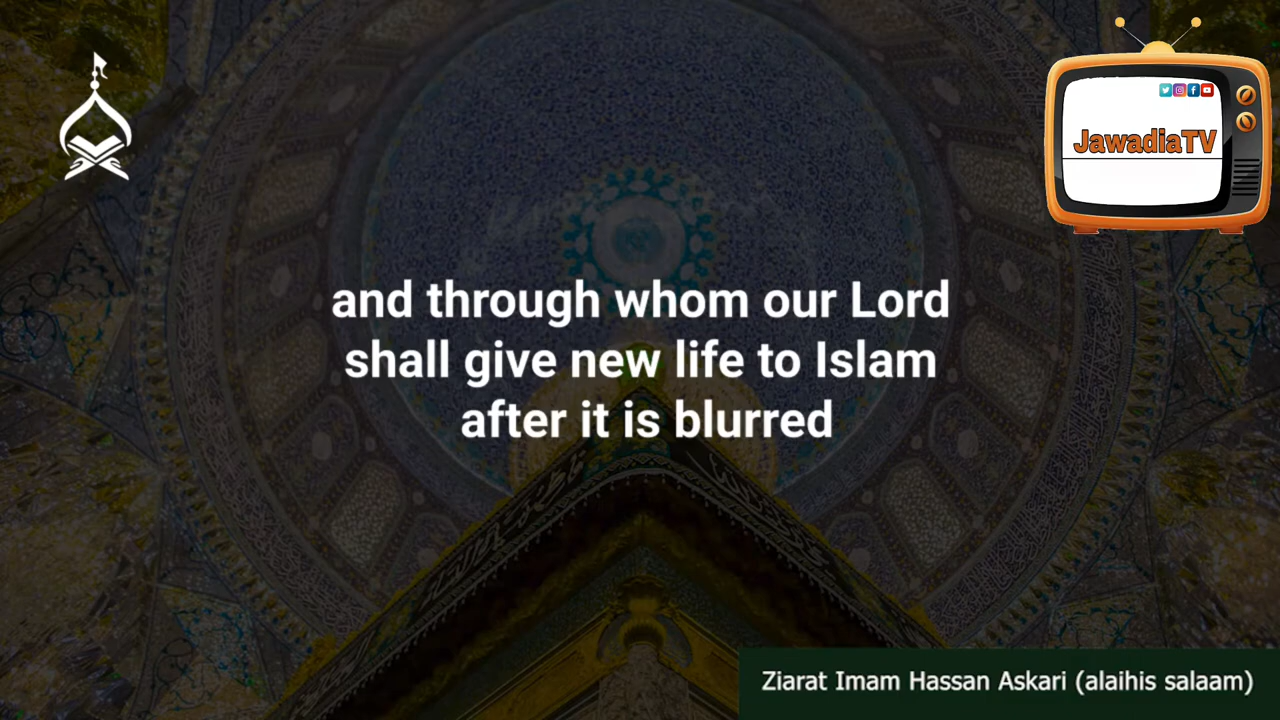 JawadiaTV
and through whom our Lord
shall give new life to Islam
after it is blurred
Ziarat Imam Hassan Askari (alaihis salaam)